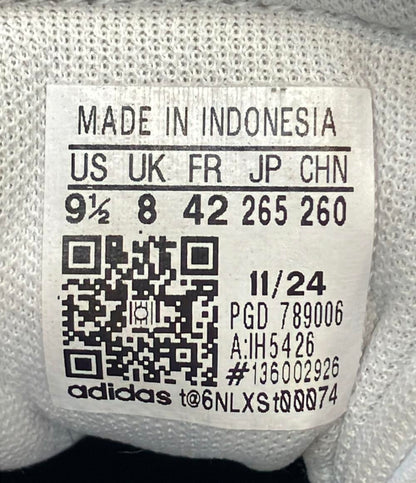 MADE IN INDONESIA
US UK FR JP CHN
9½ 8 42 265 260
11/24
PGD 789006
A:IH5426
#136002926
adidas t@6NLXSt00074